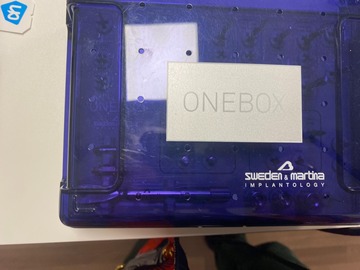 ONEBOX
sweden & martina
IMPLANTOLOGY